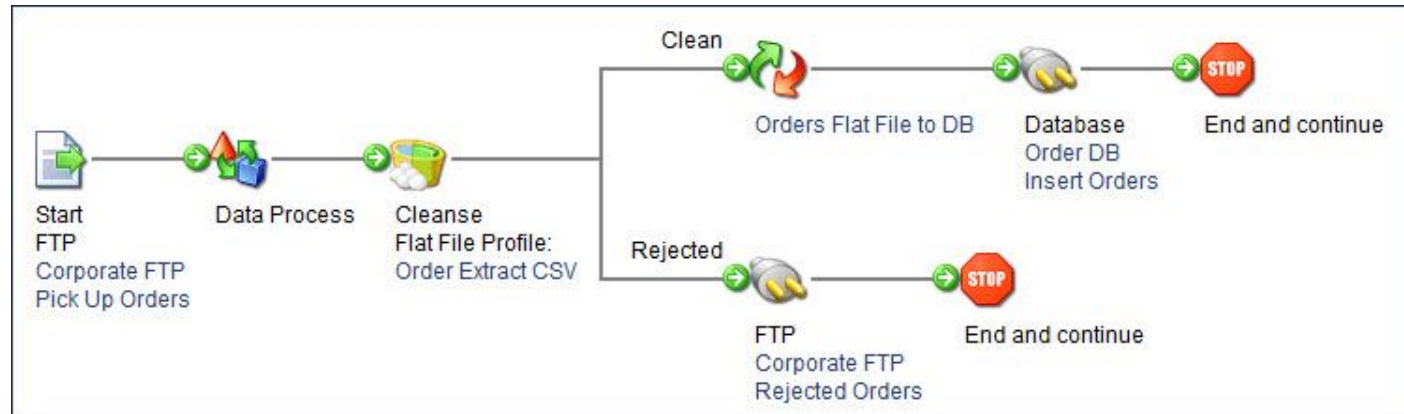 Clean
STOP
Orders Flat File to DB
Database
Order DB
Insert Orders
End and continue
Start
FTP
Corporate FTP
Pick Up Orders
Data Process
Cleanse
Flat File Profile:
Order Extract CSV
Rejected
STOP
FTP
Corporate FTP
Rejected Orders
End and continue